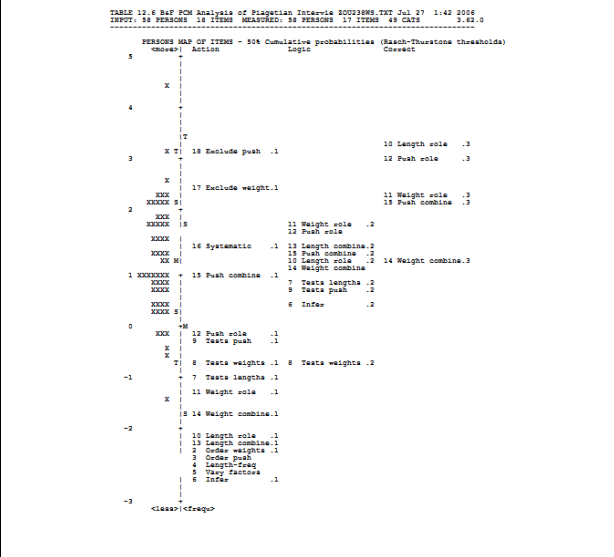 TABLE 12.6 B&F PCM Analysis of Piagetian Intervie ZOU238WS.TXT Jul 27 1:42 2006
INPUT: 58 PERSONS 18 ITEMS MEASURED: 58 PERSONS 17 ITEMS 49 CATS 3.62.0
--------------------------------------------------------------------------------
PERSONS MAP OF ITEMS - 50% Cumulative probabilities (Rasch-Thurstone thresholds)
<more>| Action Logic Correct
5 +
|
|
|
X |
|
|
4 +
|
|
|
|T
| 10 Length role .3
X T| 18 Exclude push .1
3 + 12 Push role .3
|
|
X |
| 17 Exclude weight.1
XXX | 11 Weight role .3
XXXXX S| 15 Push combine .3
2 +
XXX |
XXXXX |S 11 Weight role .2
| 12 Push role
XXXX |
| 16 Systematic .1 13 Length combine.2
XXXX | 15 Push combine .2
XX M| 10 Length role .2 14 Weight combine.3
| 14 Weight combine
1 XXXXXXX + 15 Push combine .1
XXXX | 7 Tests lengths .2
XXXX | 9 Tests push .2
|
XXXX | 6 Infer .2
XXXX S|
|
0 +M
XXX | 12 Push role .1
| 9 Tests push .1
X |
X |
T| 8 Tests weights .1 8 Tests weights .2
|
-1 + 7 Tests lengths .1
|
| 11 Weight role .1
X |
|
|S 14 Weight combine.1
|
-2 +
| 10 Length role .1
| 13 Length combine.1
| 2 Order weights .1
3 Order push
4 Length-freq
5 Vary factors
| 6 Infer .1
|
|
-3 +
<less>|<frequ>